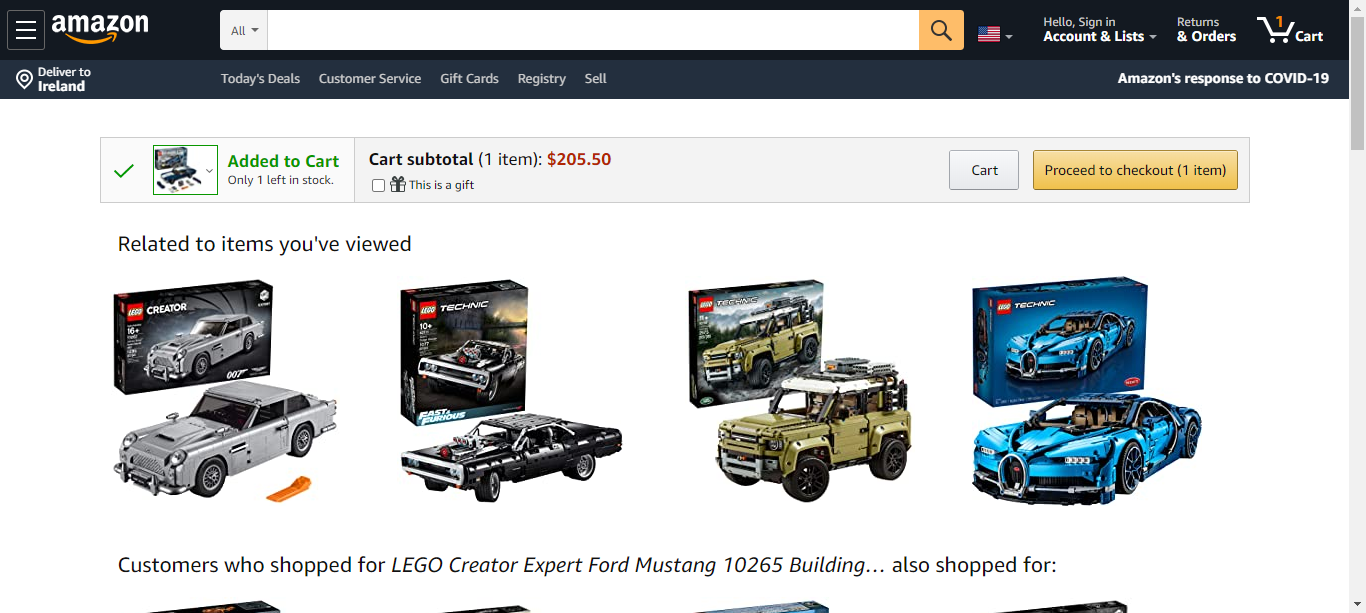 amazon
All
Hello, Sign in
Account & Lists
Returns
& Orders
1
Cart
Deliver to
Ireland
Today's Deals
Customer Service
Gift Cards
Registry
Sell
Amazon's response to COVID-19
Added to Cart
Only 1 left in stock.
Cart subtotal (1 item): $205.50
This is a gift
Cart
Proceed to checkout (1 item)
Related to items you've viewed
LEGO CREATOR
16+
007
LEGO TECHNIC
10+
FAST & FURIOUS
LEGO TECHNIC
LEGO TECHNIC
Customers who shopped for LEGO Creator Expert Ford Mustang 10265 Building… also shopped for: